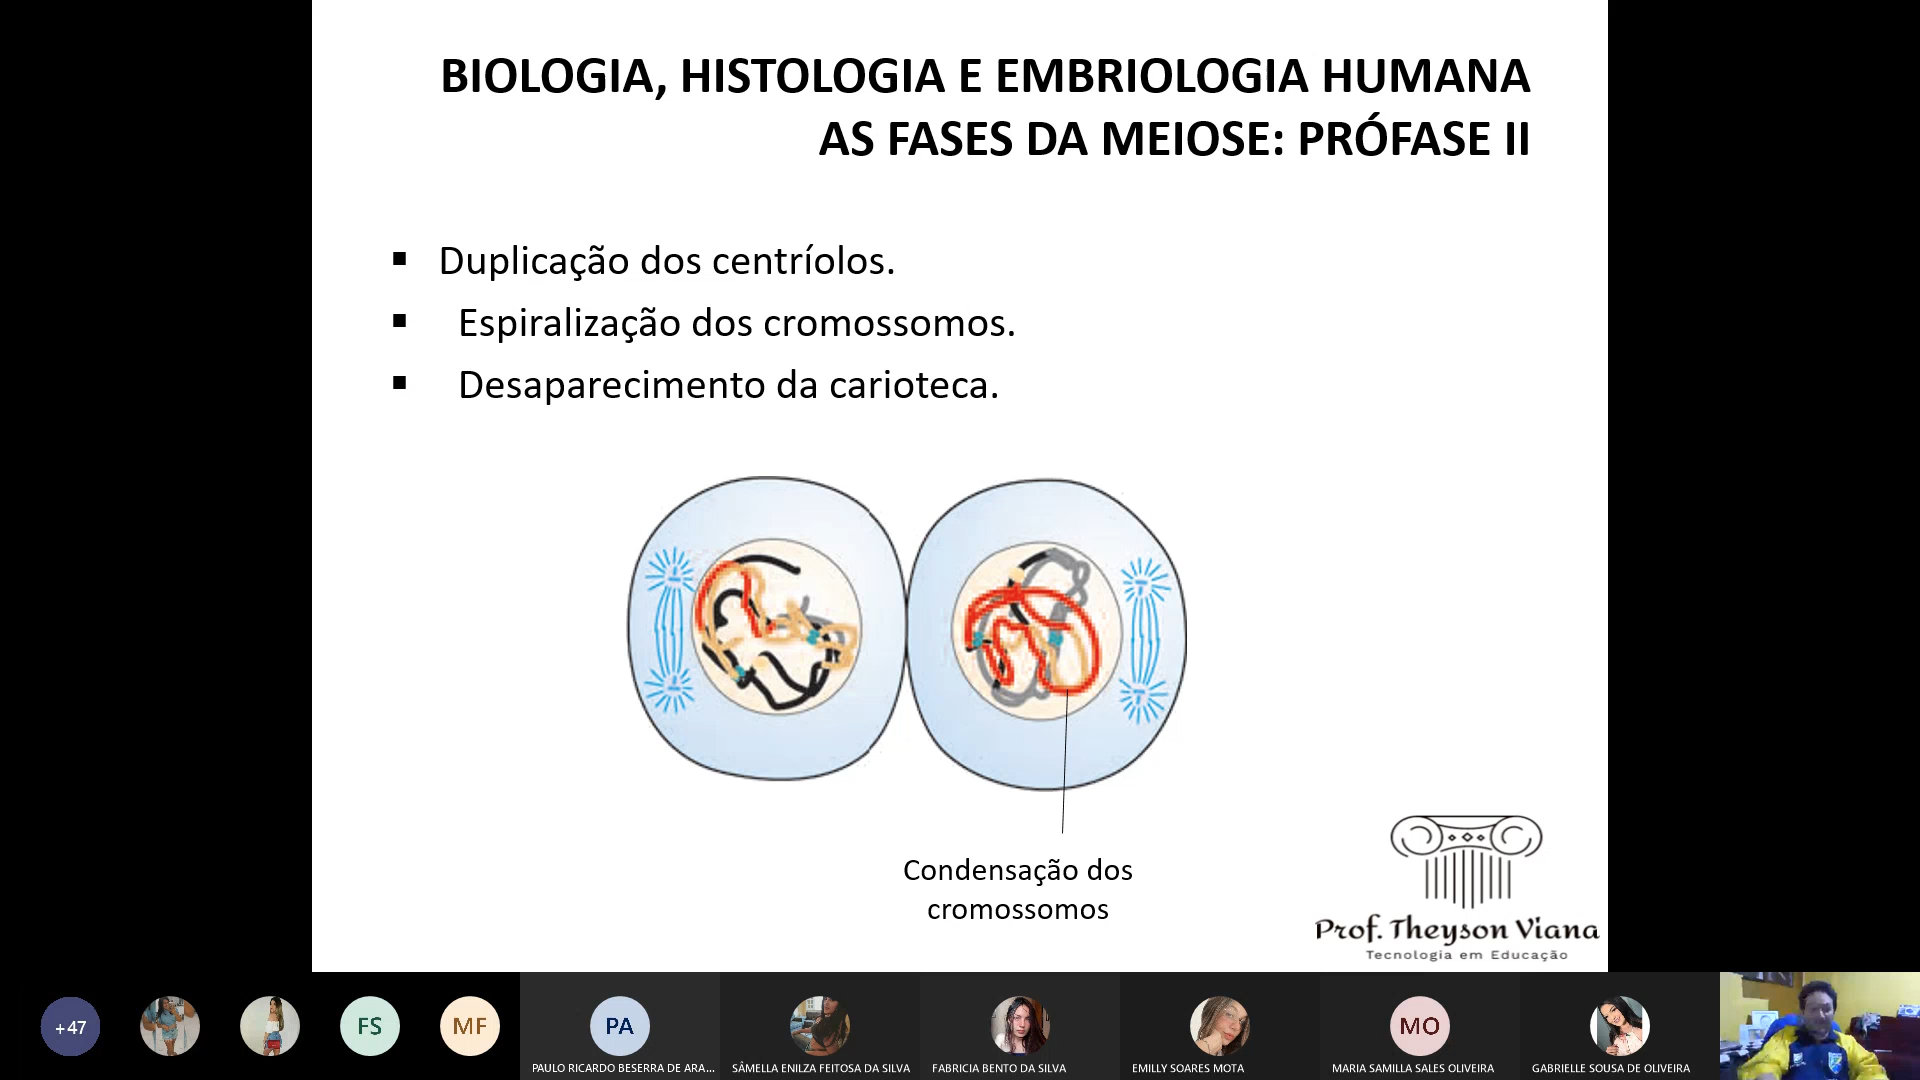 BIOLOGIA, HISTOLOGIA E EMBRIOLOGIA HUMANA
AS FASES DA MEIOSE: PRÓFASE II
▪ Duplicação dos centríolos.
▪ Espiralização dos cromossomos.
▪ Desaparecimento da carioteca.
Condensação dos
cromossomos
Prof. Theyson Viana
Tecnologia em Educação
+47
FS
MF
PA
MO
PAULO RICARDO BESERRA DE ARA...
SÂMELLA ENILZA FEITOSA DA SILVA
FABRICIA BENTO DA SILVA
EMILLY SOARES MOTA
MARIA SAMILLA SALES OLIVEIRA
GABRIELLE SOUSA DE OLIVEIRA